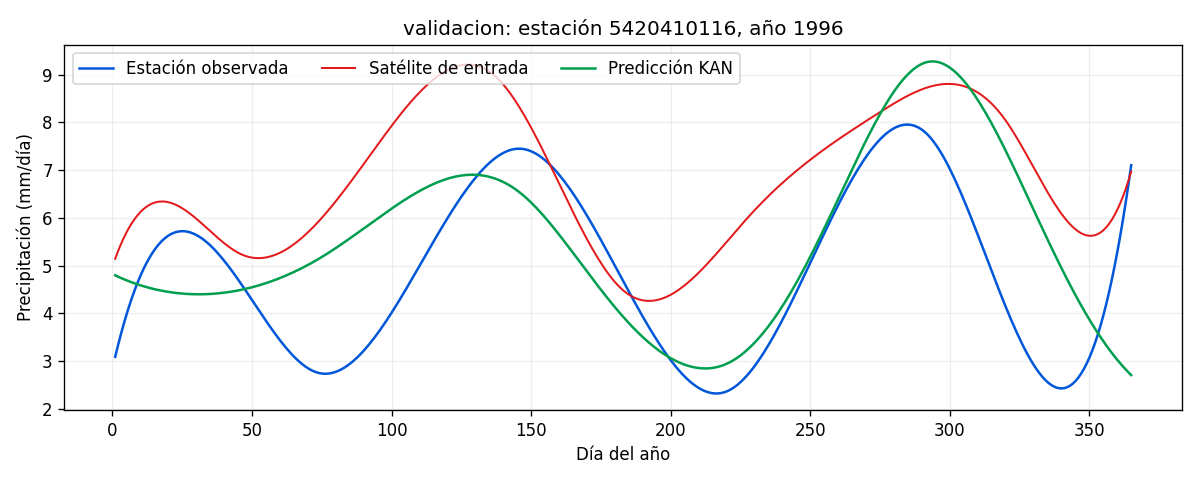 validacion: estación 5420410116, año 1996
Estación observada
Satélite de entrada
Predicción KAN
Precipitación (mm/día)
9
8
7
6
5
4
3
2
0
50
100
150
200
250
300
350
Día del año